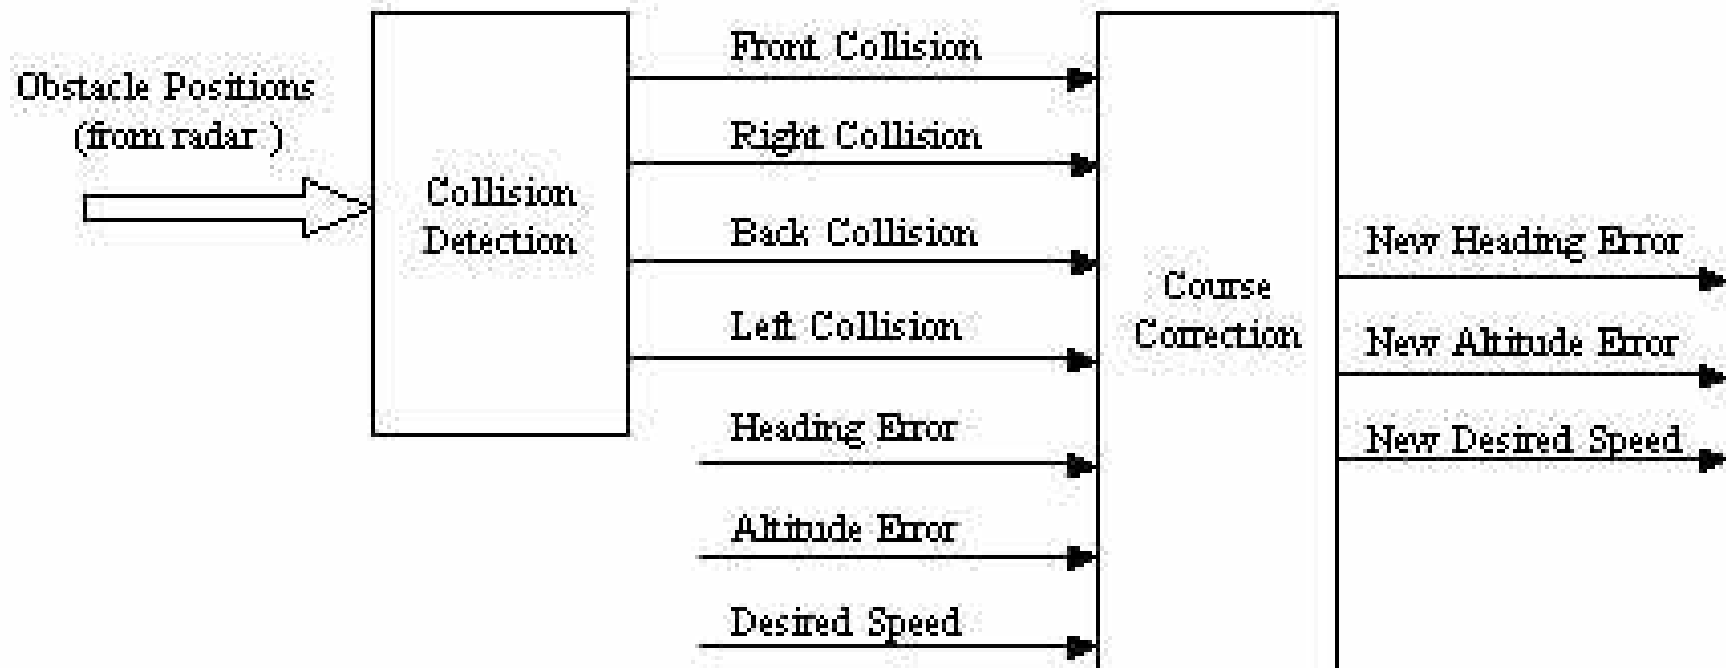 Obstacle Positions
(from radar )
Collision
Detection
Front Collision
Right Collision
Back Collision
Left Collision
Heading Error
Altitude Error
Desired Speed
Course
Correction
New Heading Error
New Altitude Error
New Desired Speed